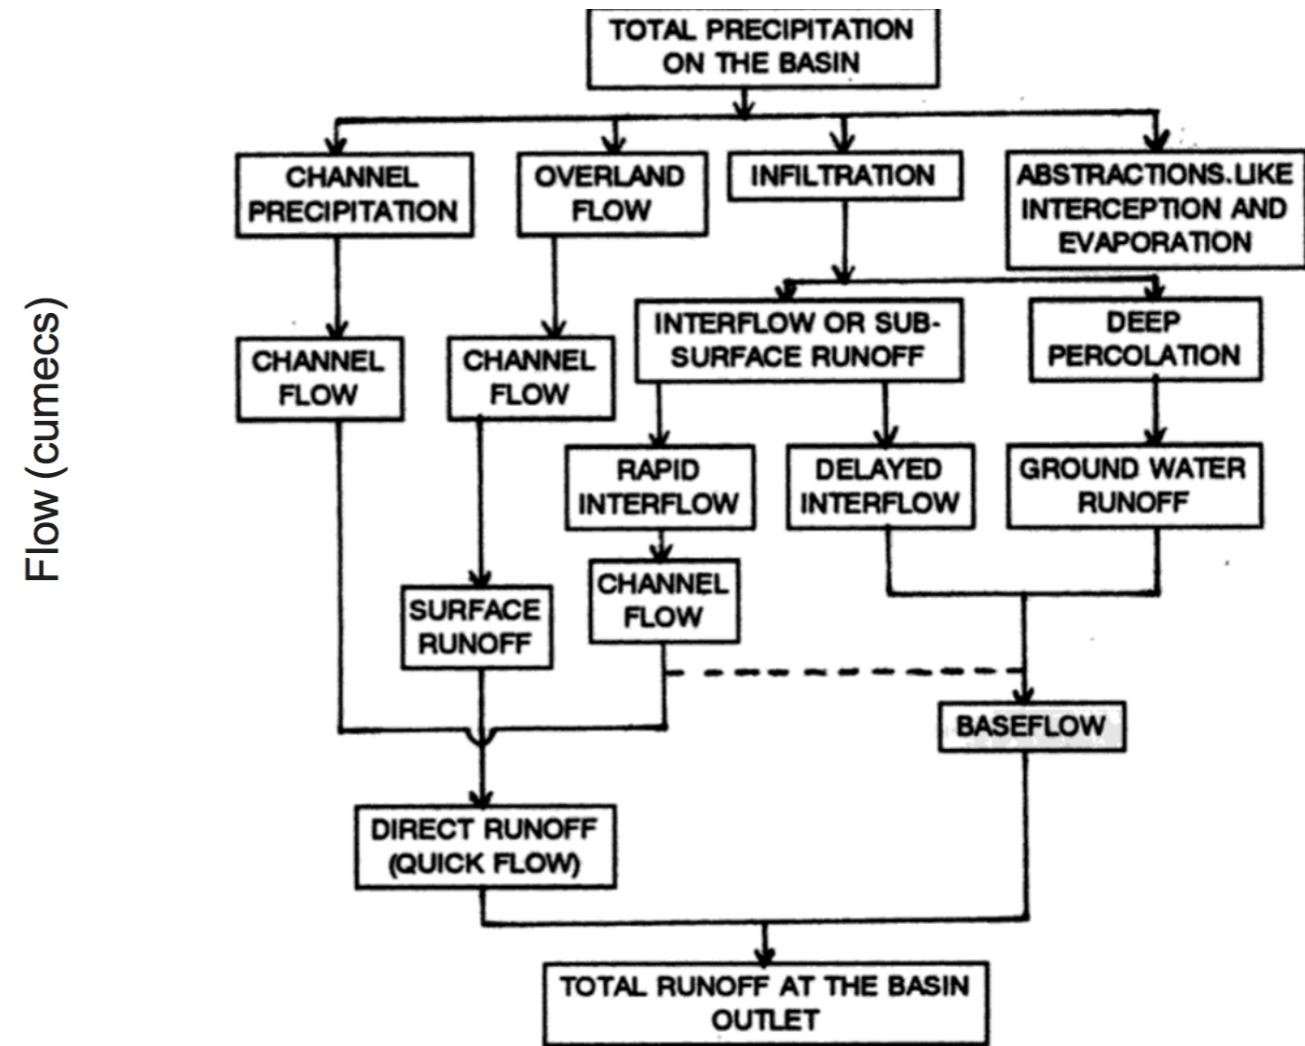 TOTAL PRECIPITATION
ON THE BASIN
CHANNEL
PRECIPITATION
OVERLAND
FLOW
INFILTRATION
ABSTRACTIONS.LIKE
INTERCEPTION AND
EVAPORATION
CHANNEL
FLOW
CHANNEL
FLOW
INTERFLOW OR SUB-
SURFACE RUNOFF
DEEP
PERCOLATION
RAPID
INTERFLOW
DELAYED
INTERFLOW
GROUND WATER
RUNOFF
CHANNEL
FLOW
SURFACE
RUNOFF
BASEFLOW
DIRECT RUNOFF
(QUICK FLOW)
TOTAL RUNOFF AT THE BASIN
OUTLET
Flow (cumecs)